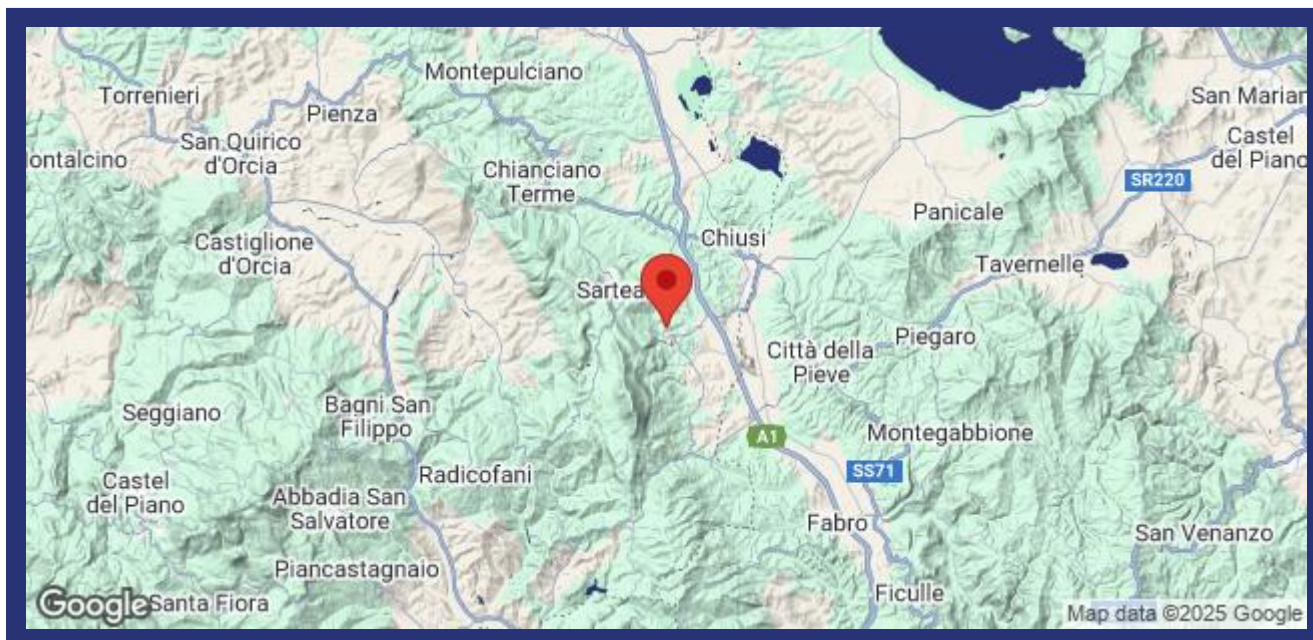 Montepulciano
Torrenieri
Pienza
San Marian
San Quirico
d'Orcia
Castel
del Piano
ontalcino
Chianciano
Terme
SR220
Panicale
Chiusi
Castiglione
d'Orcia
Tavernelle
Sartea
Piegaro
Città della
Pieve
Seggiano
Bagni San
Filippo
A1
Montegabbione
SS71
Radicofani
Castel
del Piano
Abbadia San
Salvatore
Fabro
San Venanzo
Piancastagnaio
Ficulle
Google
Santa Fiora
Map data ©2025 Google